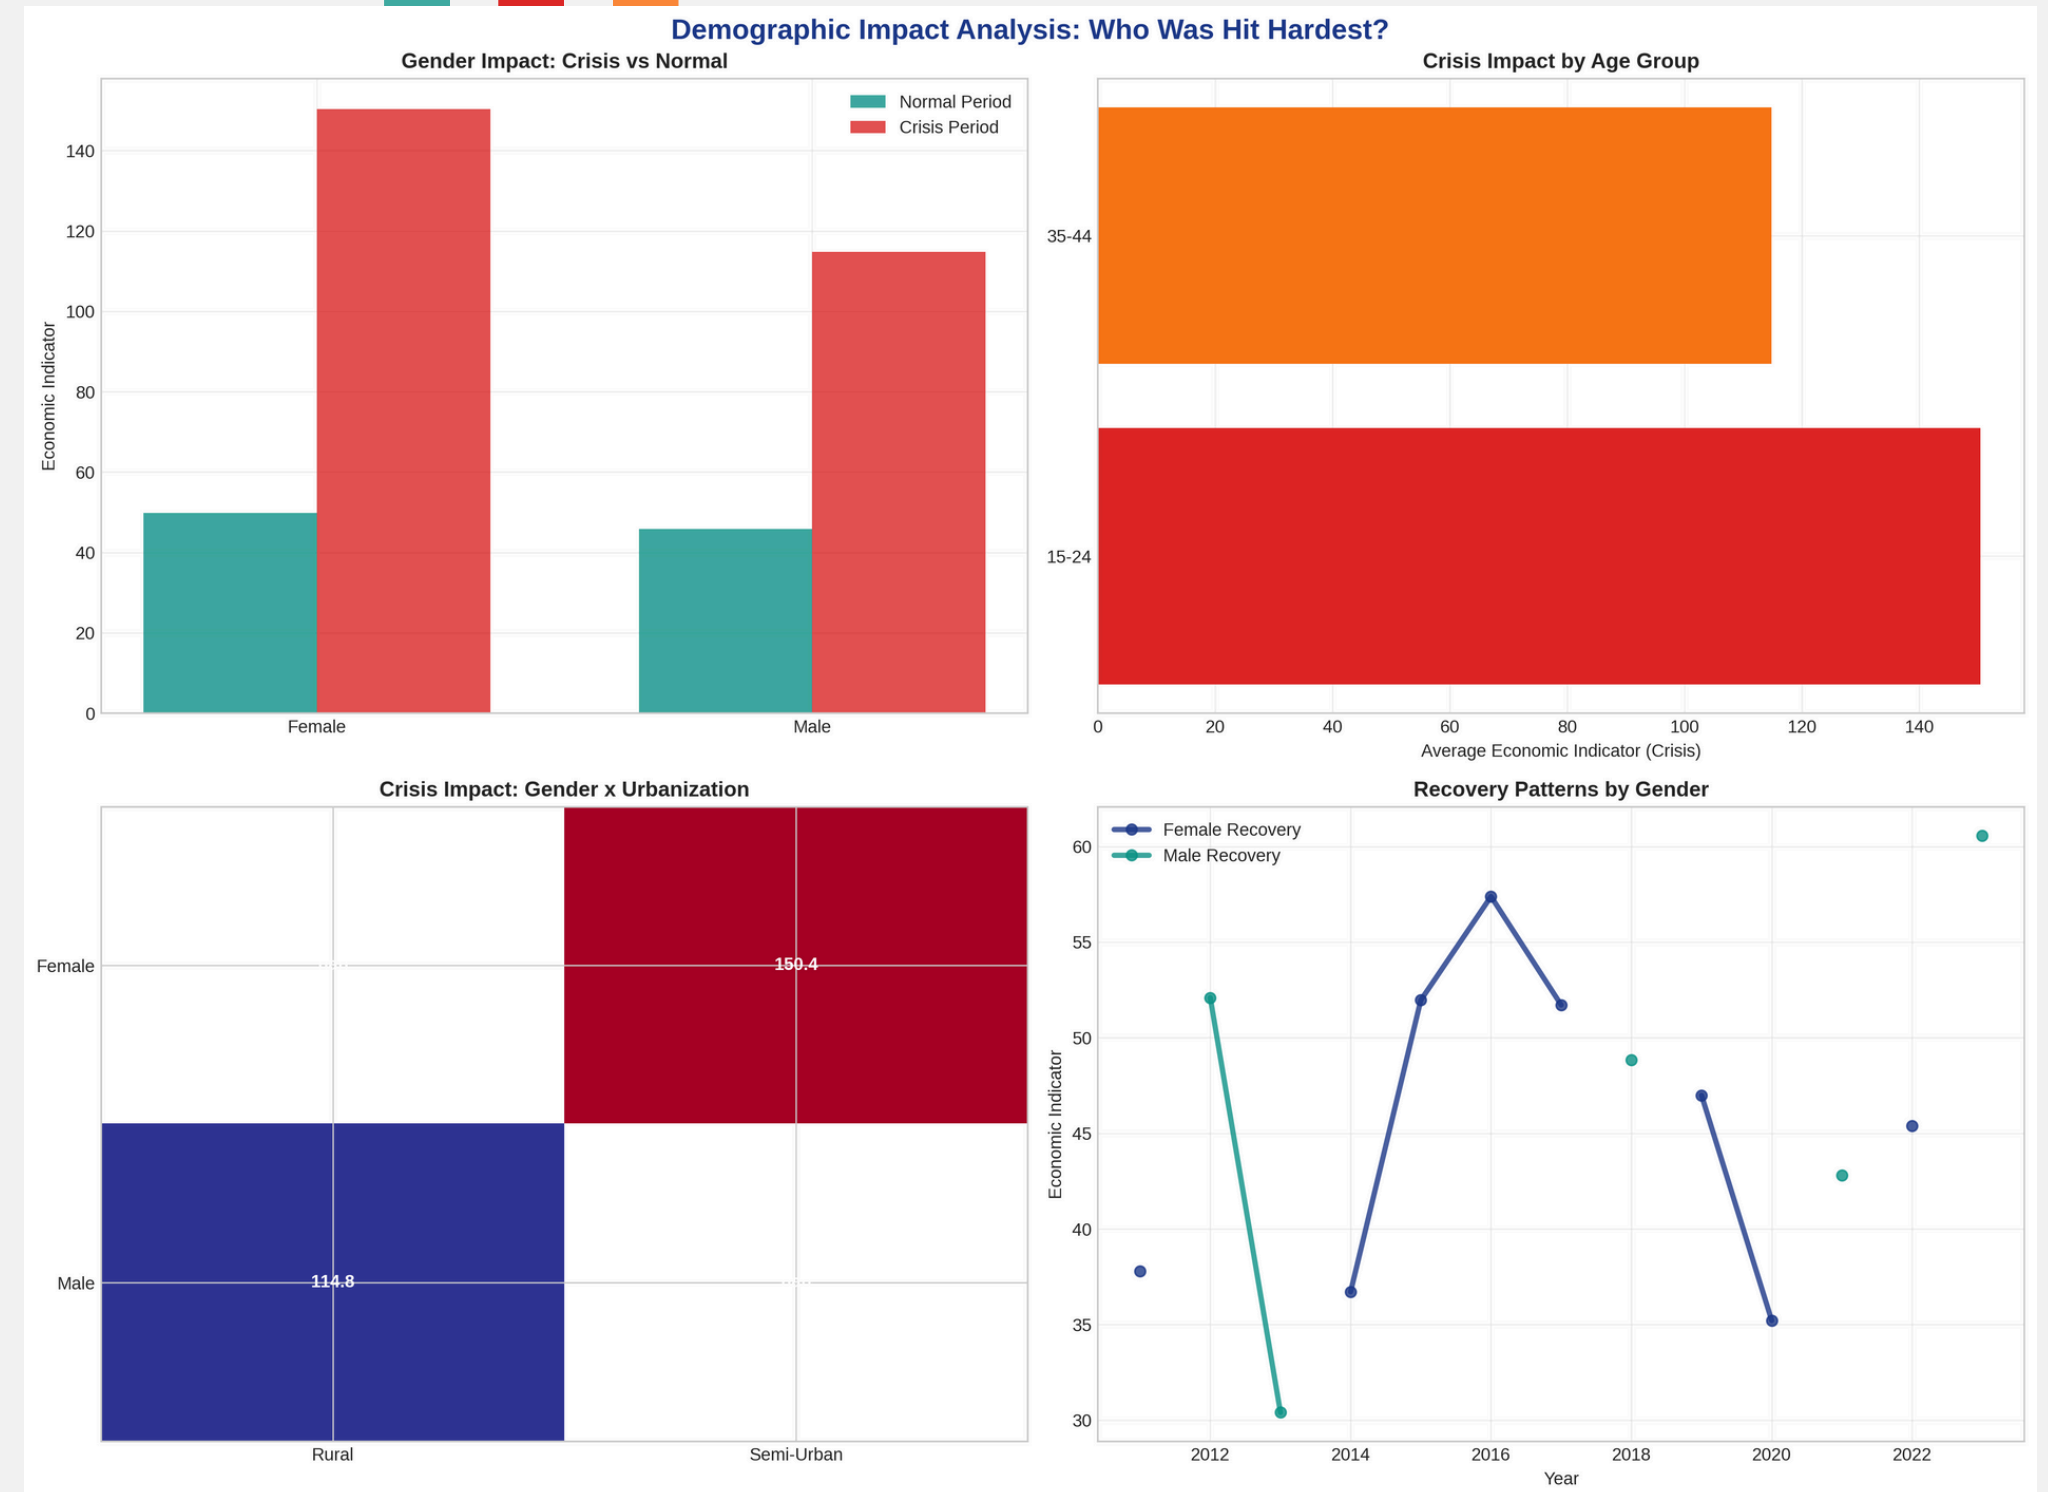 Demographic Impact Analysis: Who Was Hit Hardest?
Gender Impact: Crisis vs Normal
Normal Period
Crisis Period
Economic Indicator
140
120
100
80
60
40
20
0
Female
Male
Crisis Impact by Age Group
35-44
15-24
0
20
40
60
80
100
120
140
Average Economic Indicator (Crisis)
Crisis Impact: Gender x Urbanization
Female
150.4
Male
114.8
Rural
Semi-Urban
Recovery Patterns by Gender
Female Recovery
Male Recovery
Economic Indicator
60
55
50
45
40
35
30
2012
2014
2016
2018
2020
2022
Year